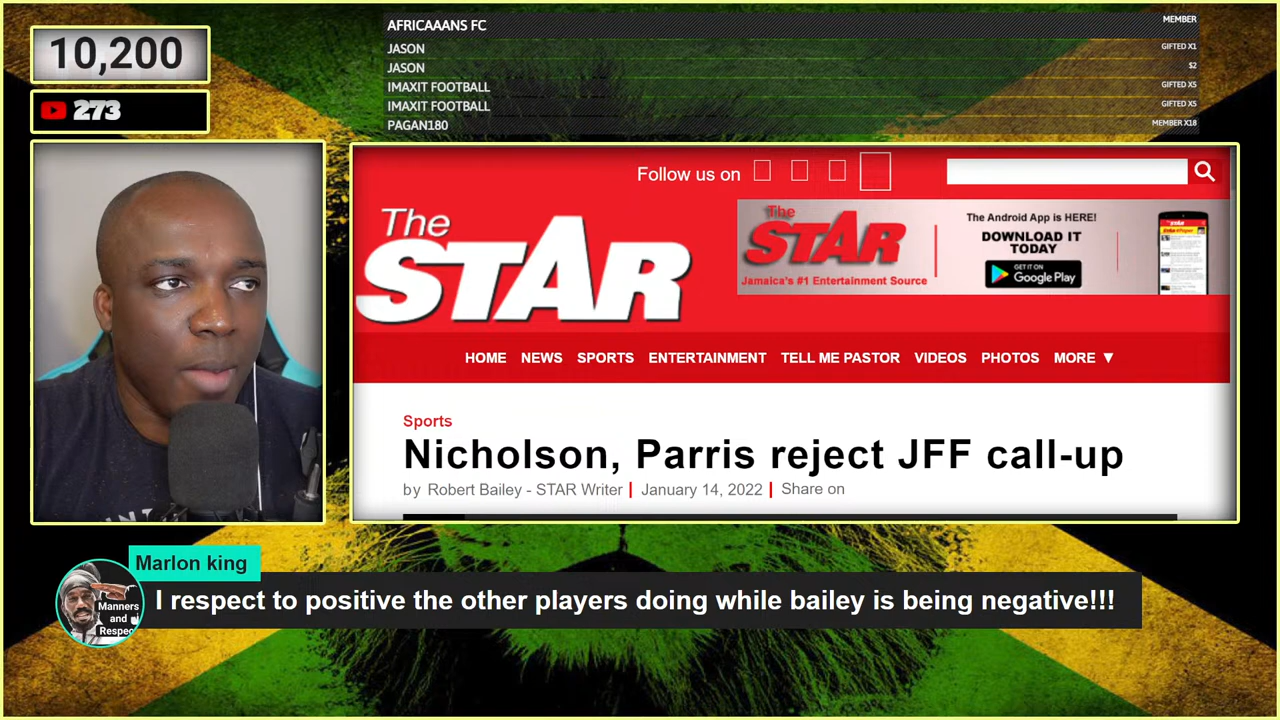 10,200
273
AFRICAAANS FC MEMBER
JASON GIFTED X1
JASON $2
IMAXIT FOOTBALL GIFTED X5
IMAXIT FOOTBALL GIFTED X5
PAGAN180 MEMBER X18
Follow us on
The STAR
The STAR
Jamaica's #1 Entertainment Source
The Android App is HERE!
DOWNLOAD IT TODAY
GET IT ON
Google Play
HOME NEWS SPORTS ENTERTAINMENT TELL ME PASTOR VIDEOS PHOTOS MORE ▼
Sports
Nicholson, Parris reject JFF call-up
by Robert Bailey - STAR Writer | January 14, 2022 | Share on
Marlon king
Manners
and
Respec
I respect to positive the other players doing while bailey is being negative!!!